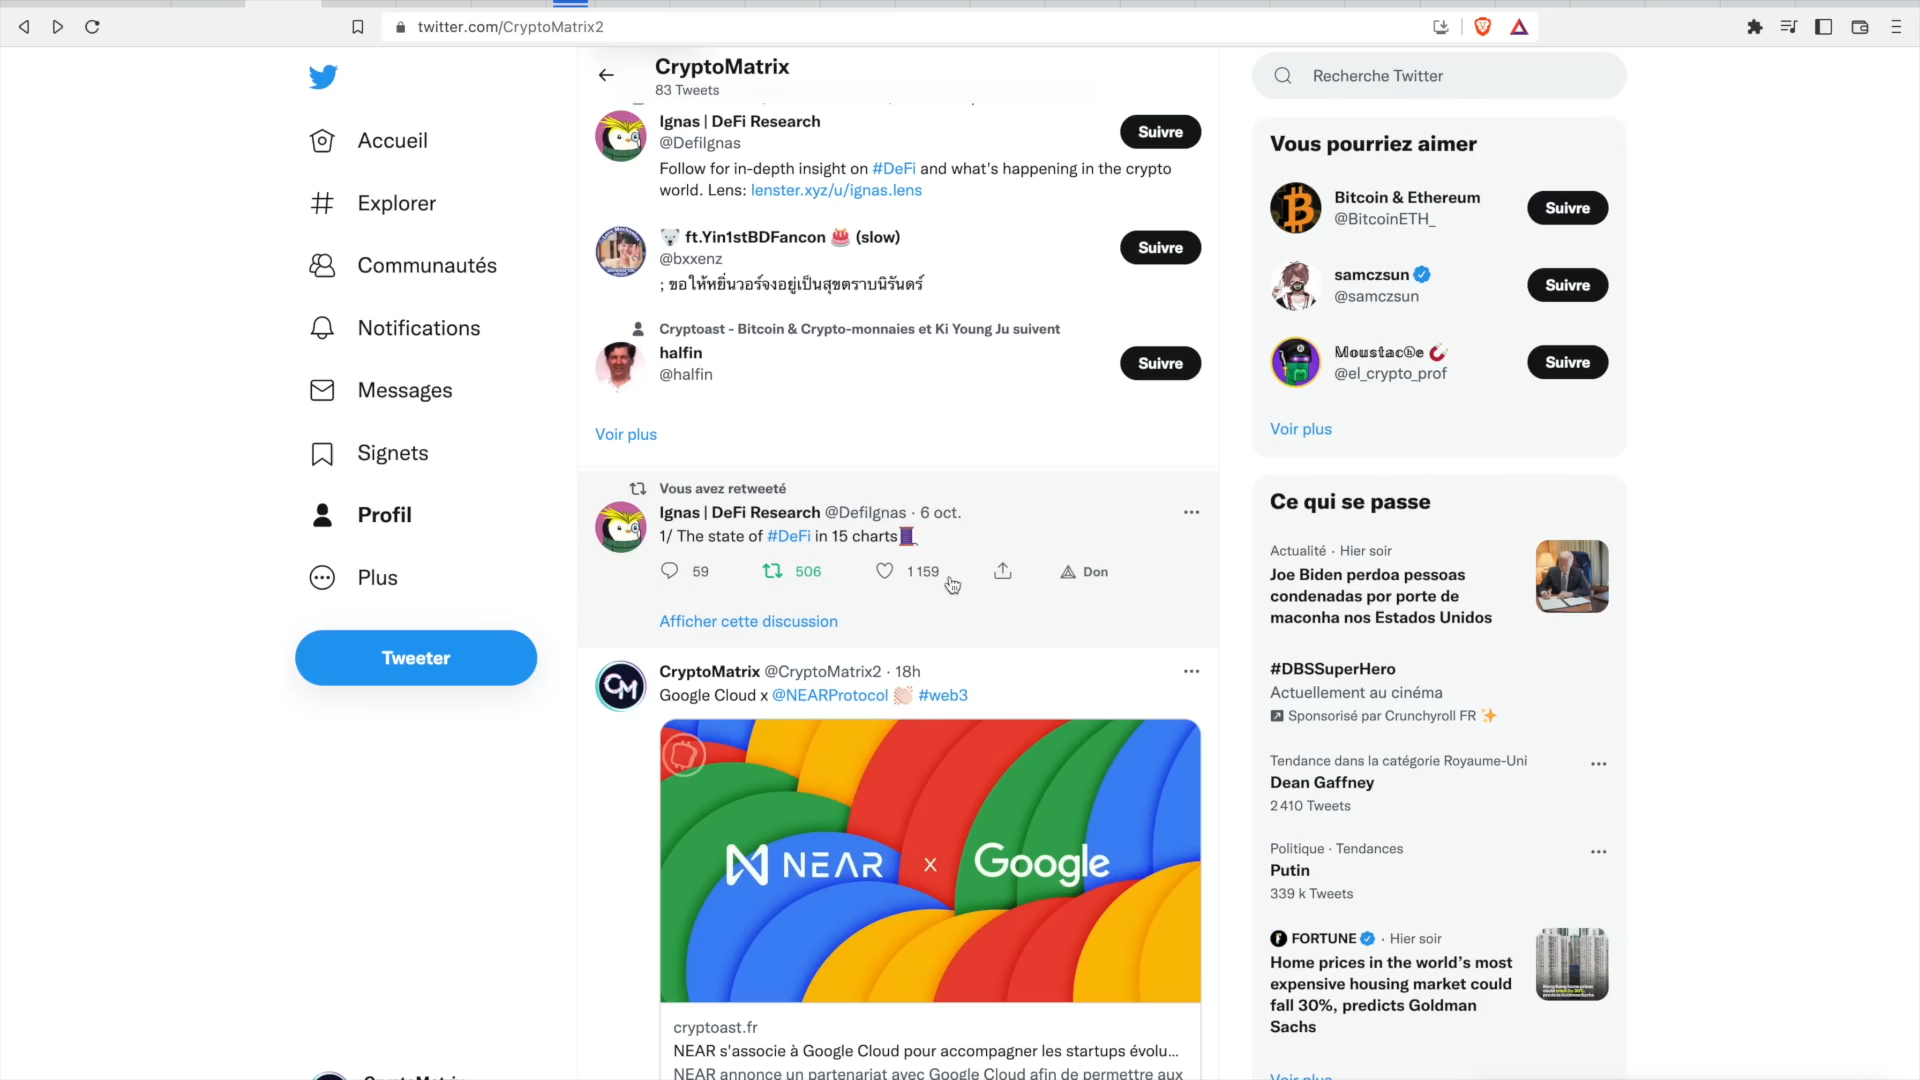 twitter.com/CryptoMatrix2
Accueil
Explorer
Communautés
Notifications
Messages
Signets
Profil
Plus
Tweeter
CryptoMatrix
83 Tweets
Ignas | DeFi Research
@DefiIgnas
Suivre
Follow for in-depth insight on #DeFi and what's happening in the crypto
world. Lens: lenster.xyz/u/ignas.lens
ft.Yin1stBDFancon 🎂 (slow)
@bxxenz
Suivre
; ขอให้หยิ่นวอร์จงอยู่เป็นสุขตราบนิรันดร์
Cryptoast - Bitcoin & Crypto-monnaies et Ki Young Ju suivent
halfin
@halfin
Suivre
Voir plus
Vous avez retweeté
Ignas | DeFi Research @DefiIgnas · 6 oct.
1/ The state of #DeFi in 15 charts🧵
59 506 1 159 Don
Afficher cette discussion
CryptoMatrix @CryptoMatrix2 · 18h
Google Cloud x @NEARProtocol 👏🏻 #web3
CM
NEAR x Google
cryptoast.fr
NEAR s'associe à Google Cloud pour accompagner les startups évolu...
NEAR annonce un partenariat avec Google Cloud afin de permettre aux
Recherche Twitter
Vous pourriez aimer
Bitcoin & Ethereum
@BitcoinETH_
Suivre
samczsun
@samczsun
Suivre
𝕄𝕠𝕦𝕤𝕥𝕒𝕔ⓗ𝕖 🧲
@el_crypto_prof
Suivre
Voir plus
Ce qui se passe
Actualité · Hier soir
Joe Biden perdoa pessoas
condenadas por porte de
maconha nos Estados Unidos
#DBSSuperHero
Actuellement au cinéma
Sponsorisé par Crunchyroll FR ✨
Tendance dans la catégorie Royaume-Uni
Dean Gaffney
2 410 Tweets
Politique · Tendances
Putin
339 k Tweets
FORTUNE · Hier soir
Home prices in the world’s most
expensive housing market could
fall 30%, predicts Goldman
Sachs
Voir plus